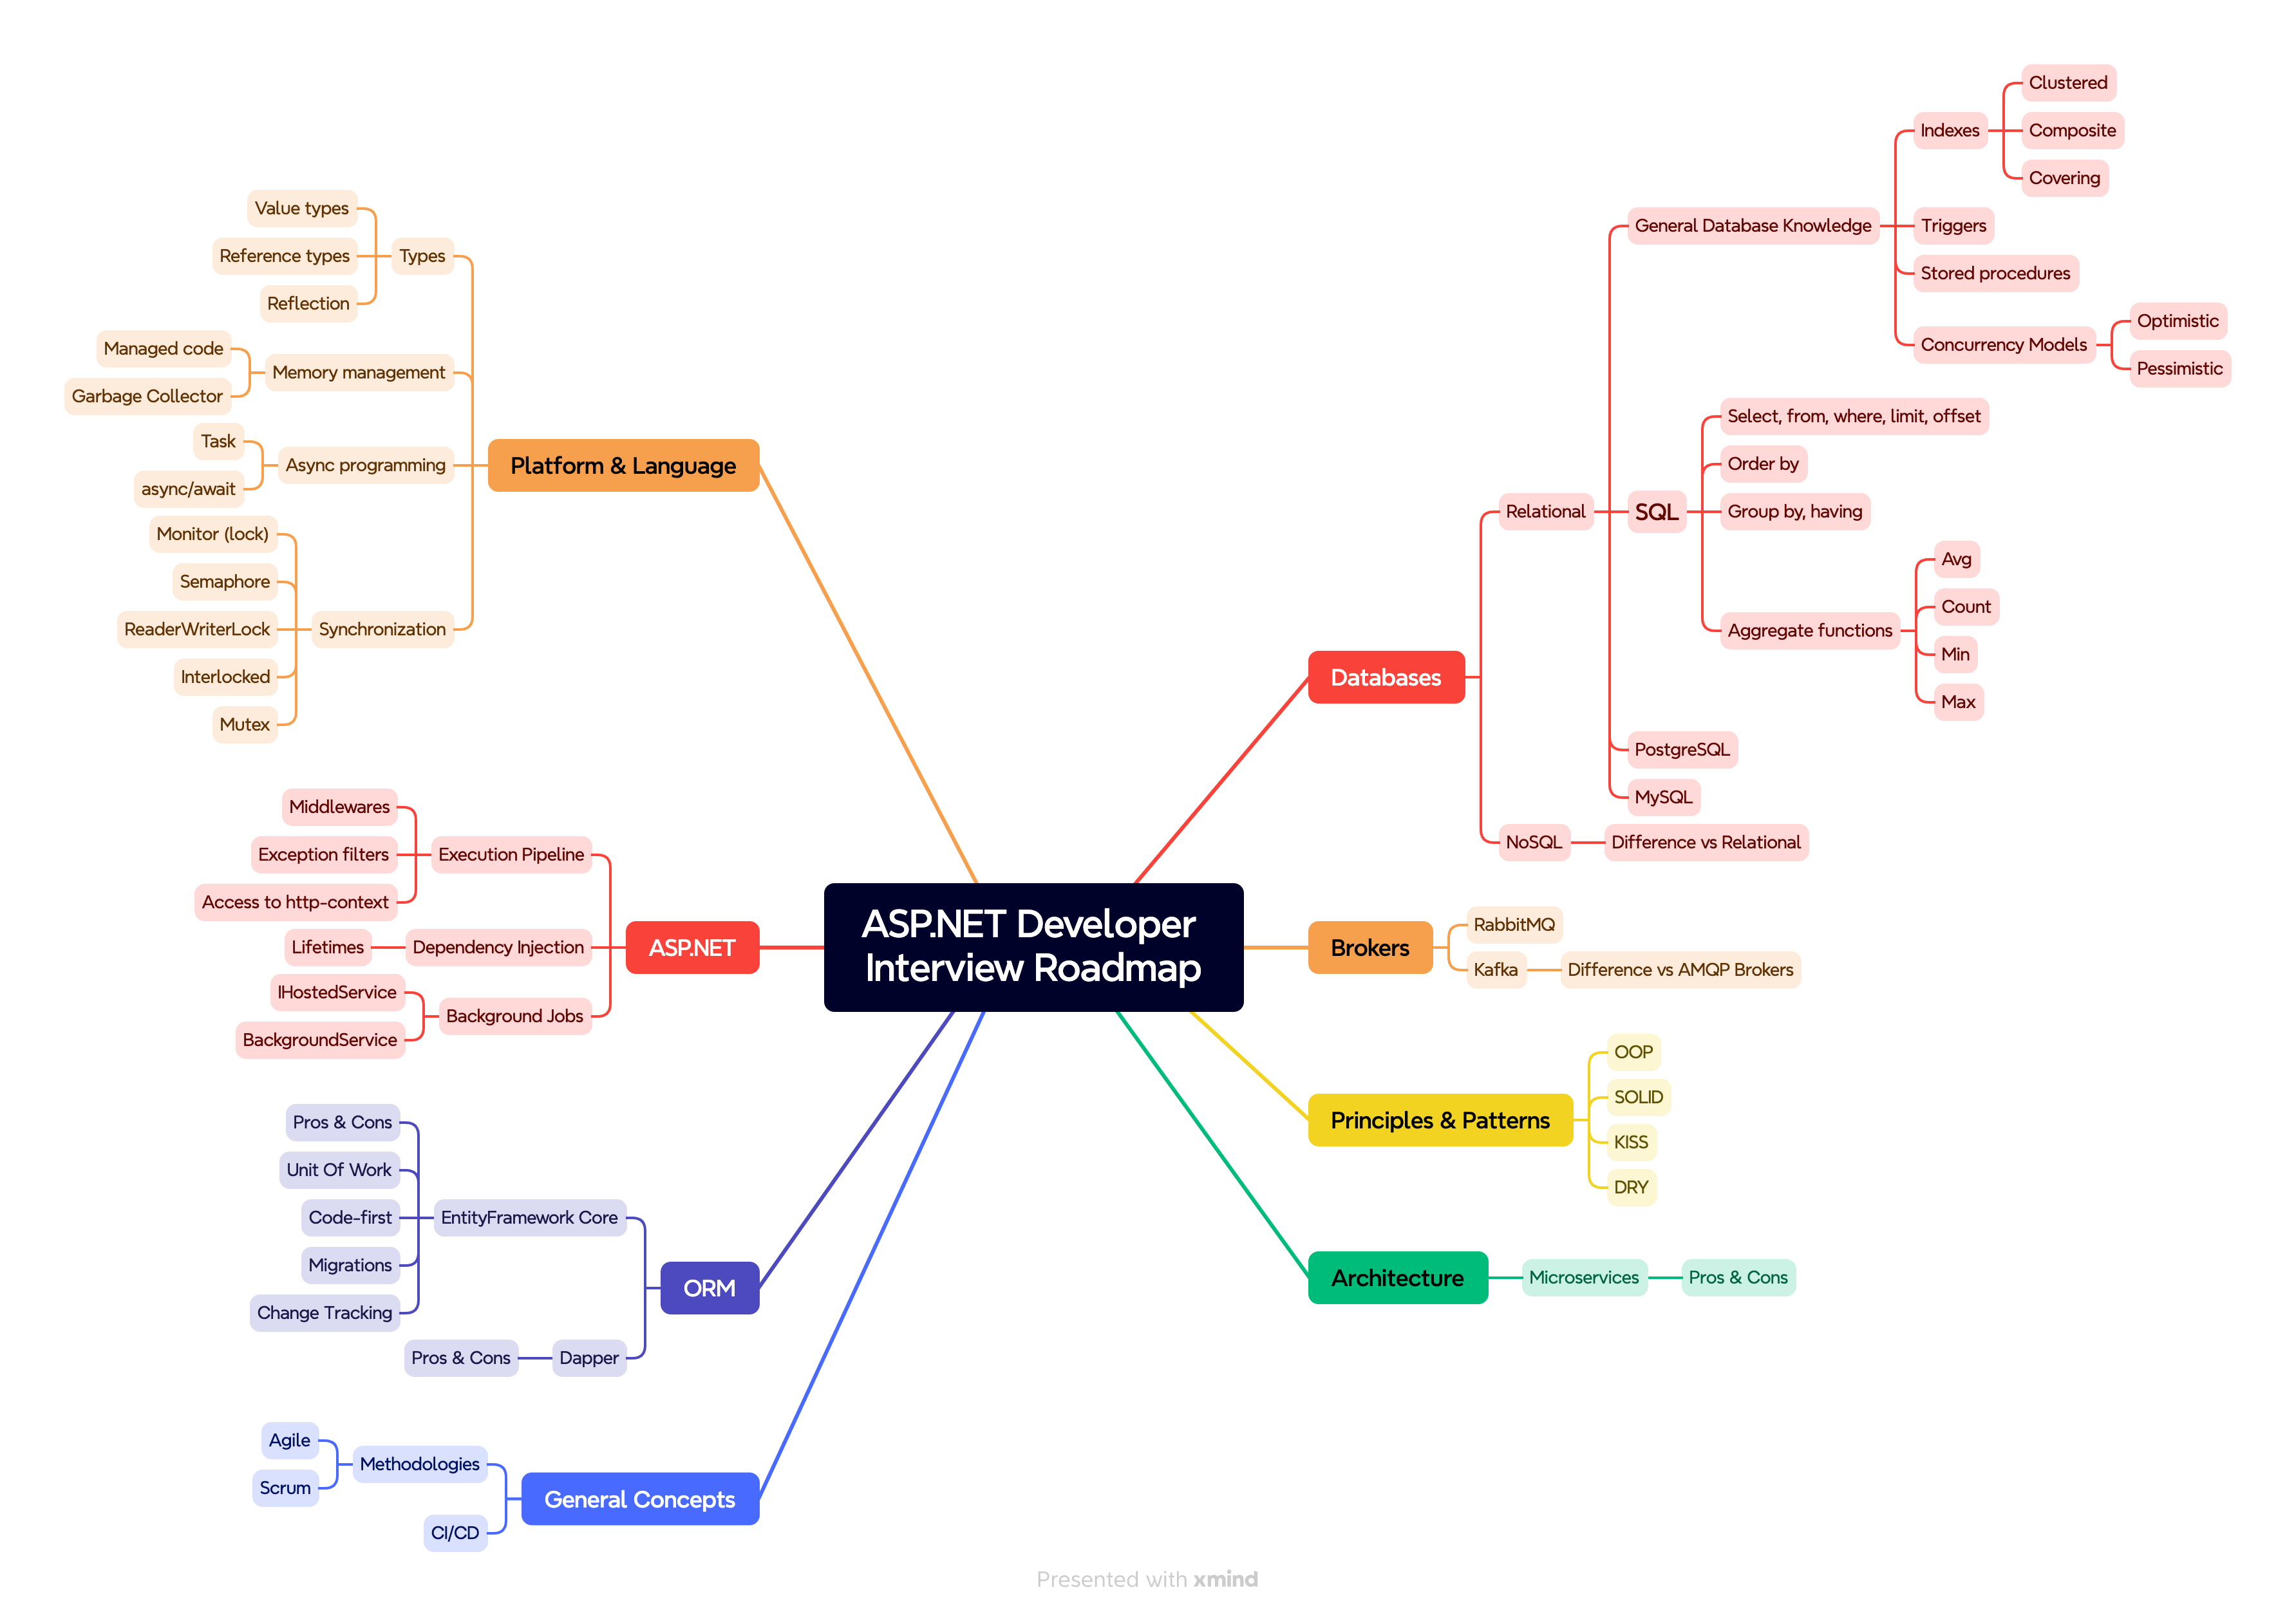 ASP.NET Developer
Interview Roadmap
Platform & Language
Types
Value types
Reference types
Reflection
Memory management
Managed code
Garbage Collector
Async programming
Task
async/await
Synchronization
Monitor (lock)
Semaphore
ReaderWriterLock
Interlocked
Mutex
ASP.NET
Execution Pipeline
Middlewares
Exception filters
Access to http-context
Dependency Injection
Lifetimes
Background Jobs
IHostedService
BackgroundService
ORM
EntityFramework Core
Pros & Cons
Unit Of Work
Code-first
Migrations
Change Tracking
Dapper
Pros & Cons
General Concepts
Methodologies
Agile
Scrum
CI/CD
Databases
Relational
General Database Knowledge
Indexes
Clustered
Composite
Covering
Triggers
Stored procedures
Concurrency Models
Optimistic
Pessimistic
SQL
Select, from, where, limit, offset
Order by
Group by, having
Aggregate functions
Avg
Count
Min
Max
PostgreSQL
MySQL
NoSQL
Difference vs Relational
Brokers
RabbitMQ
Kafka
Difference vs AMQP Brokers
Principles & Patterns
OOP
SOLID
KISS
DRY
Architecture
Microservices
Pros & Cons
Presented with xmind